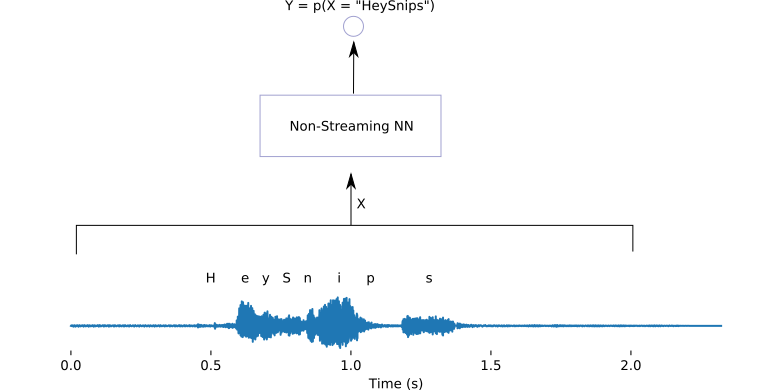 Y = p(X = "HeySnips")
Non-Streaming NN
X
H e y S n i p s
0.0 0.5 1.0 1.5 2.0
Time (s)